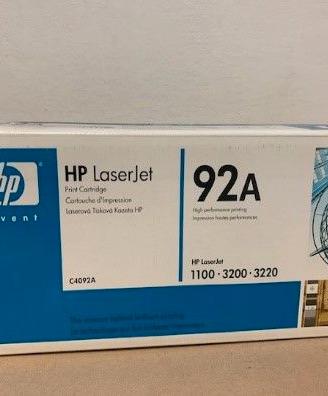 hp
vent
HP LaserJet
Print Cartridge
Cartouche d'impression
Laserová Tisková Kazeta HP
C4092A
92A
High performance printing
Impression hautes performances
HP LaserJet
1100 · 3200 · 3220